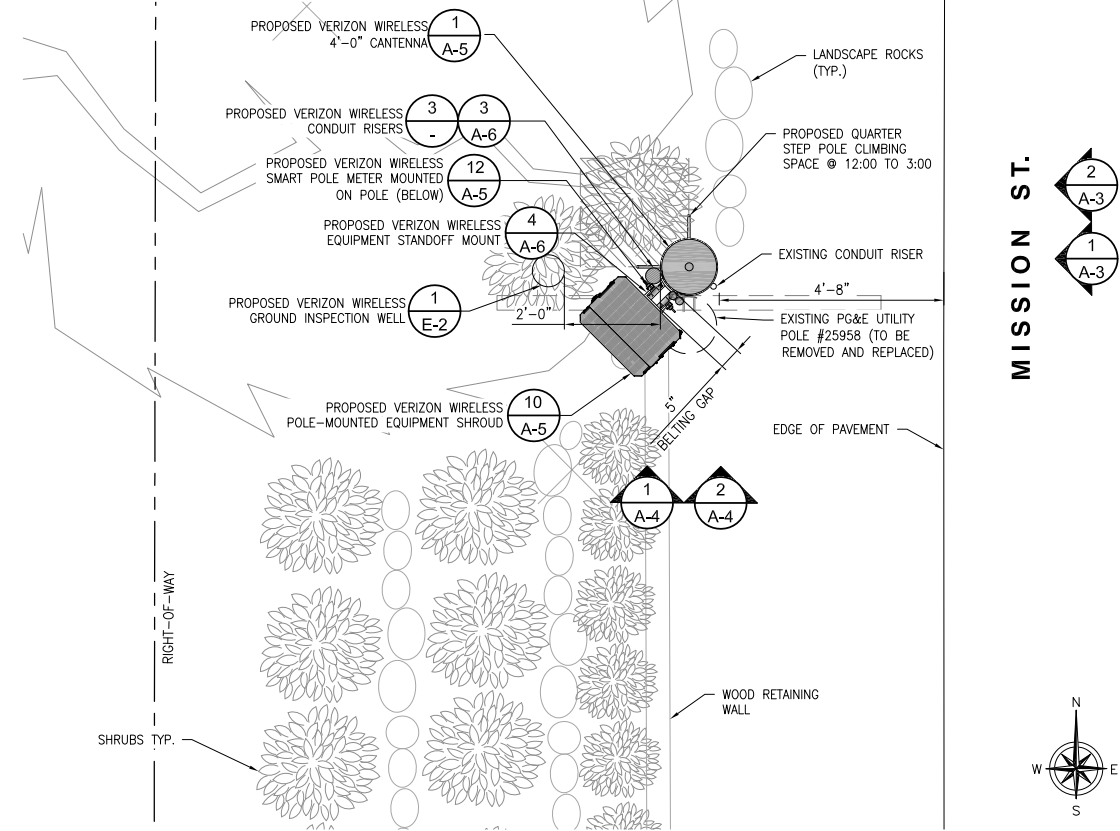 PROPOSED VERIZON WIRELESS
4'-0" CANTENNA
1
A-5
LANDSCAPE ROCKS
(TYP.)
PROPOSED VERIZON WIRELESS
CONDUIT RISERS
3
-
3
A-6
PROPOSED QUARTER
STEP POLE CLIMBING
SPACE @ 12:00 TO 3:00
PROPOSED VERIZON WIRELESS
SMART POLE METER MOUNTED
ON POLE (BELOW)
12
A-5
PROPOSED VERIZON WIRELESS
EQUIPMENT STANDOFF MOUNT
4
A-6
EXISTING CONDUIT RISER
4'-8"
PROPOSED VERIZON WIRELESS
GROUND INSPECTION WELL
1
E-2
2'-0"
EXISTING PG&E UTILITY
POLE #25958 (TO BE
REMOVED AND REPLACED)
PROPOSED VERIZON WIRELESS
POLE-MOUNTED EQUIPMENT SHROUD
10
A-5
5"
BELTING GAP
EDGE OF PAVEMENT
1
A-4
2
A-4
MISSION ST.
2
A-3
1
A-3
RIGHT-OF-WAY
WOOD RETAINING
WALL
SHRUBS TYP.
N
W
E
S